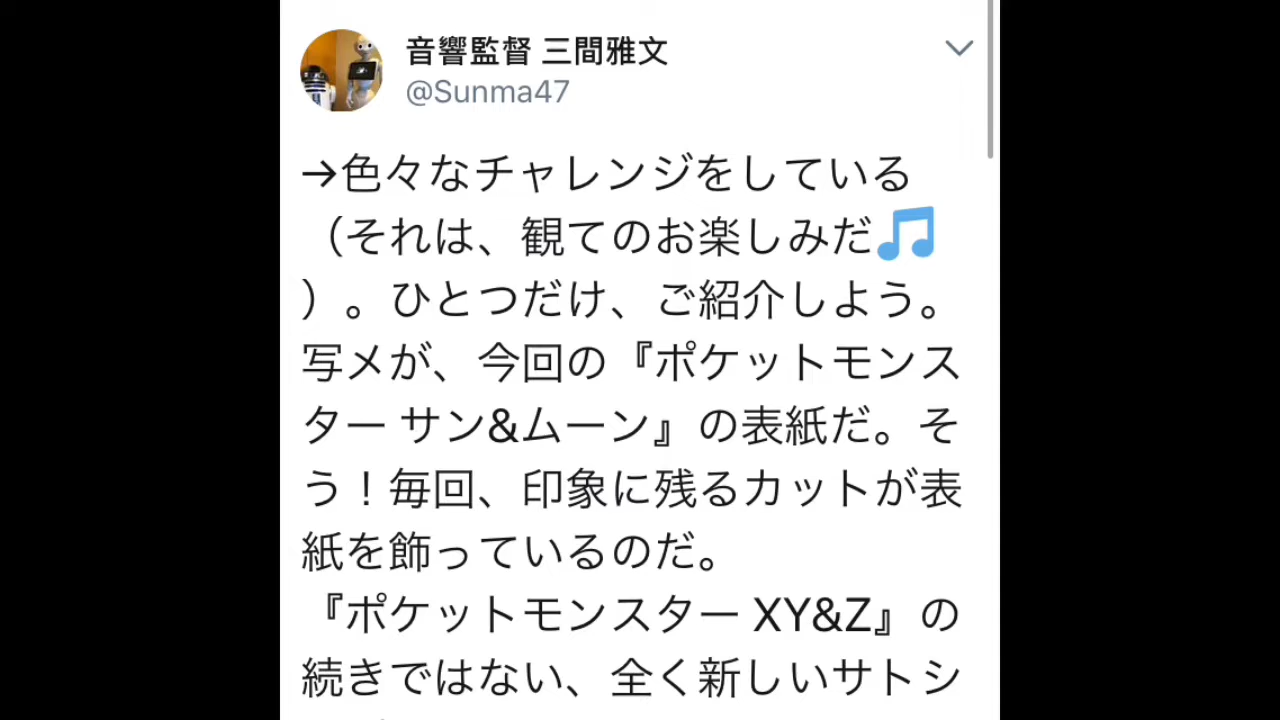 音響監督 三間雅文
@Sunma47
→色々なチャレンジをしている
（それは、観てのお楽しみだ🎵
）。ひとつだけ、ご紹介しよう。
写メが、今回の『ポケットモンス
ター サン&ムーン』の表紙だ。そ
う！毎回、印象に残るカットが表
紙を飾っているのだ。
『ポケットモンスター XY&Z』の
続きではない、全く新しいサトシ